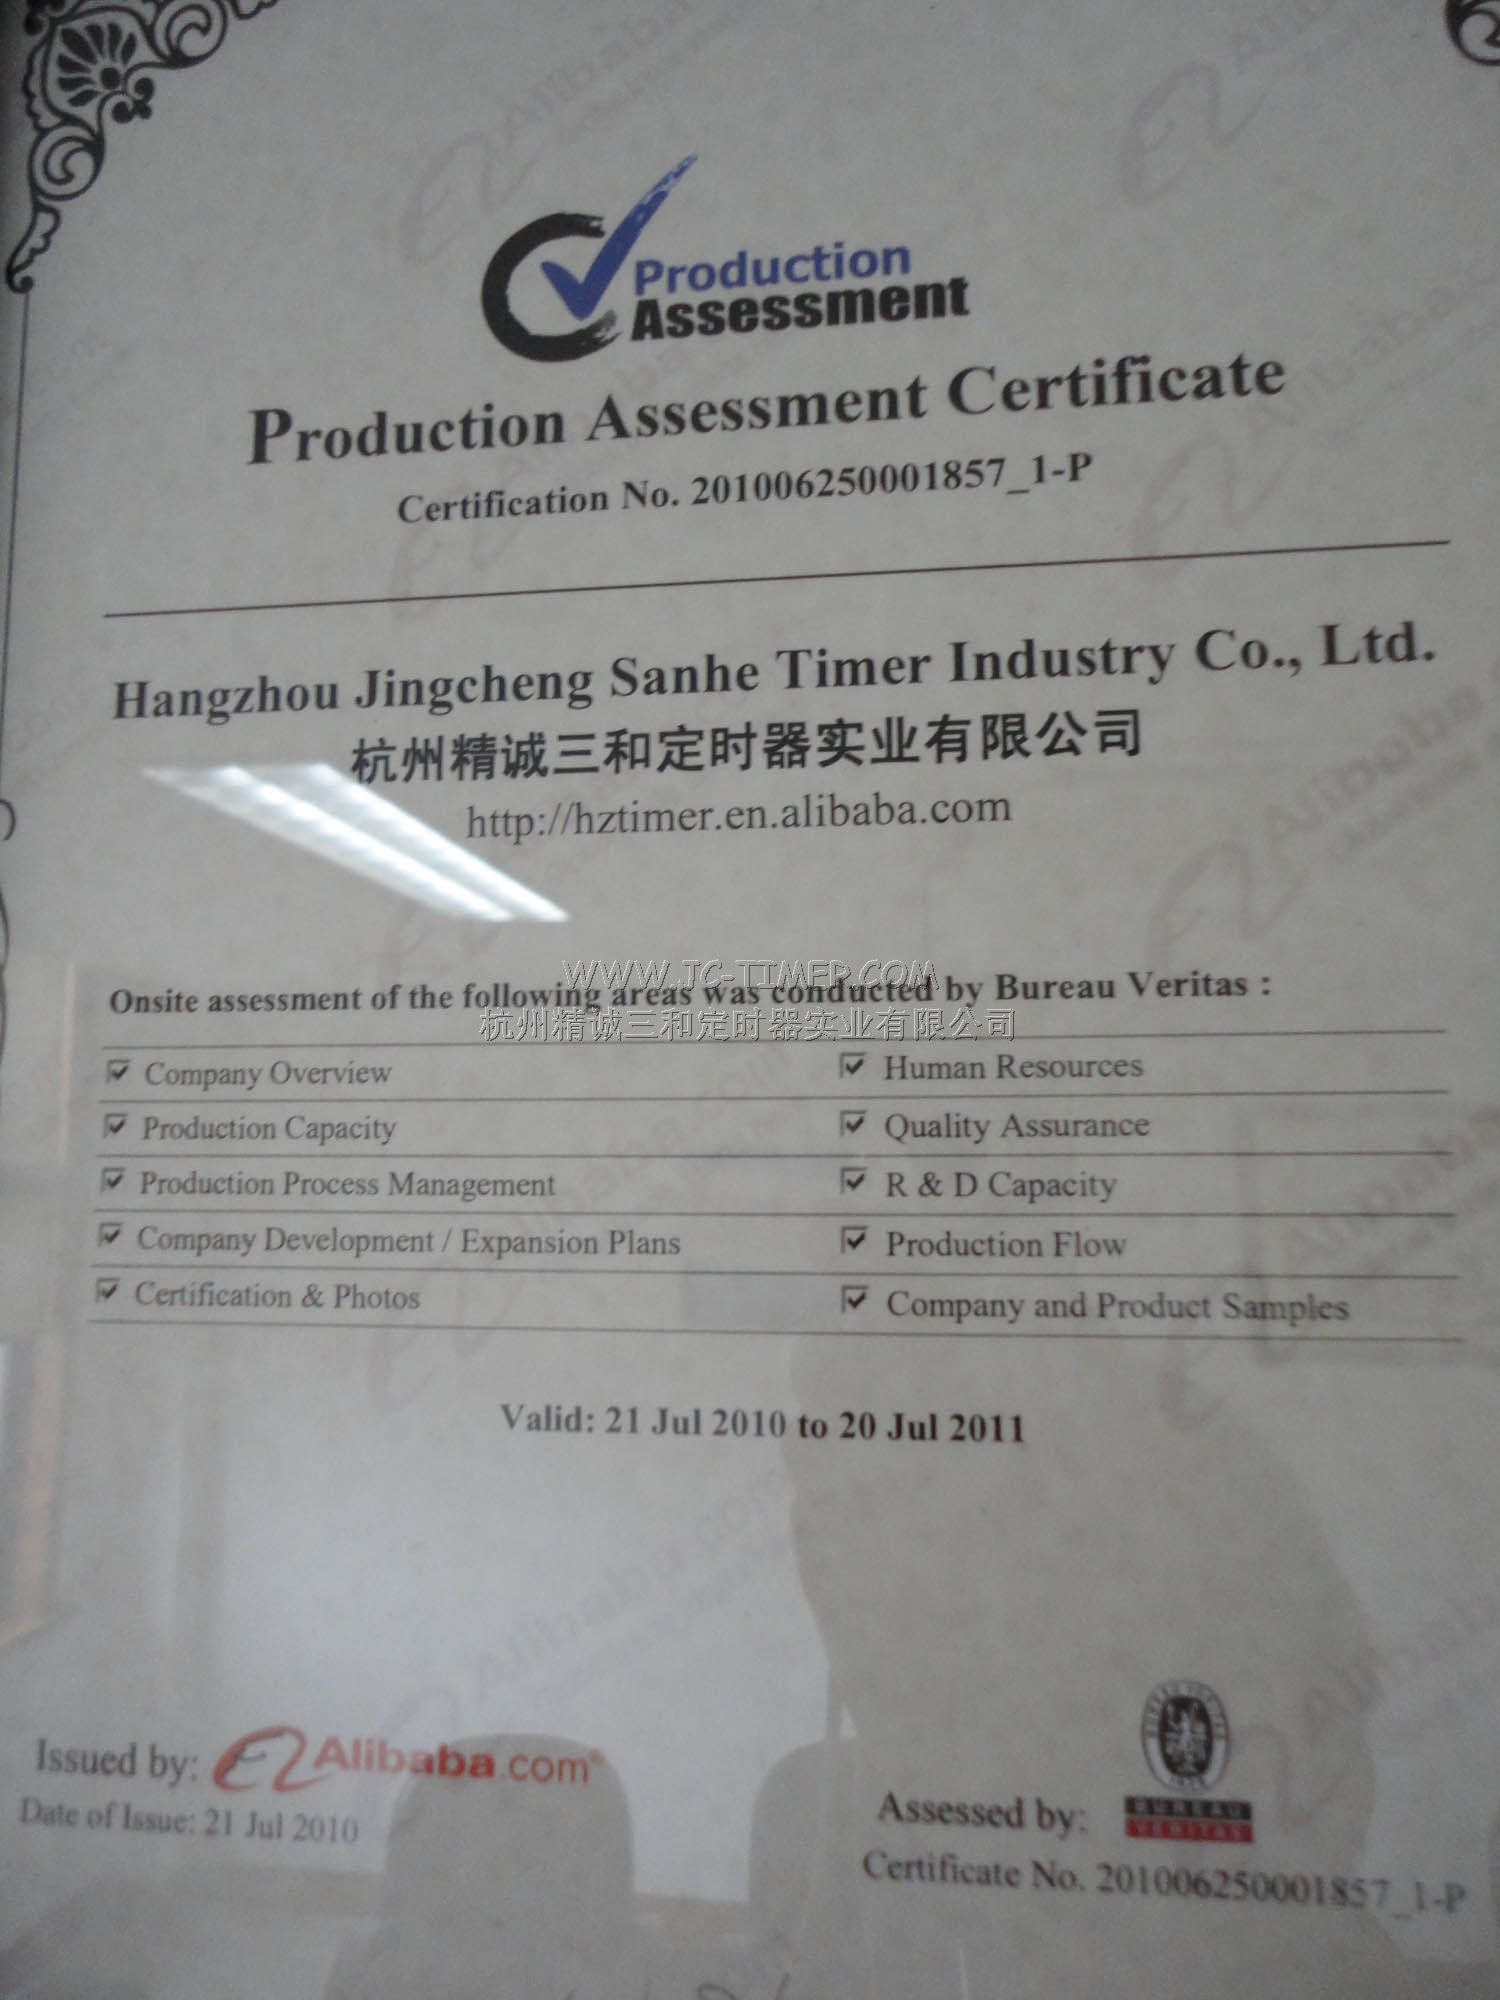 Production
Assessment
Production Assessment Certificate
Certification No. 201006250001857_1-P
Hangzhou Jingcheng Sanhe Timer Industry Co., Ltd.
杭州精诚三和定时器实业有限公司
http://hztimer.en.alibaba.com
WWW.JC-TIMER.COM
Onsite assessment of the following areas was conducted by Bureau Veritas :
杭州精诚三和定时器实业有限公司
Company Overview
Human Resources
Production Capacity
Quality Assurance
Production Process Management
R & D Capacity
Company Development / Expansion Plans
Production Flow
Certification & Photos
Company and Product Samples
Valid: 21 Jul 2010 to 20 Jul 2011
Issued by: Alibaba.com®
Date of Issue: 21 Jul 2010
Assessed by: BUREAU
VERITAS
Certificate No. 201006250001857_1-P